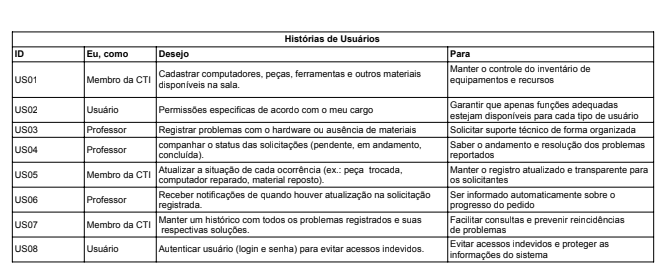 Histórias de Usuários
ID Eu, como Desejo Para
US01 Membro da CTI Cadastrar computadores, peças, ferramentas e outros materiais
disponíveis na sala.
Manter o controle do inventário de
equipamentos e recursos
US02 Usuário Permissões especificas de acordo com o meu cargo
Garantir que apenas funções adequadas
estejam disponíveis para cada tipo de usuário
US03 Professor Registrar problemas com o hardware ou ausência de materiais Solicitar suporte técnico de forma organizada
US04 Professor companhar o status das solicitações (pendente, em andamento,
concluída).
Saber o andamento e resolução dos problemas
reportados
US05 Membro da CTI Atualizar a situação de cada ocorrência (ex.: peça trocada,
computador reparado, material reposto).
Manter o registro atualizado e transparente para
os solicitantes
US06 Professor Receber notificações de quando houver atualização na solicitação
registrada.
Ser informado automaticamente sobre o
progresso do pedido
US07 Membro da CTI Manter um histórico com todos os problemas registrados e suas
respectivas soluções.
Facilitar consultas e prevenir reincidências
de problemas
US08 Usuário Autenticar usuário (login e senha) para evitar acessos indevidos.
Evitar acessos indevidos e proteger as
informações do sistema